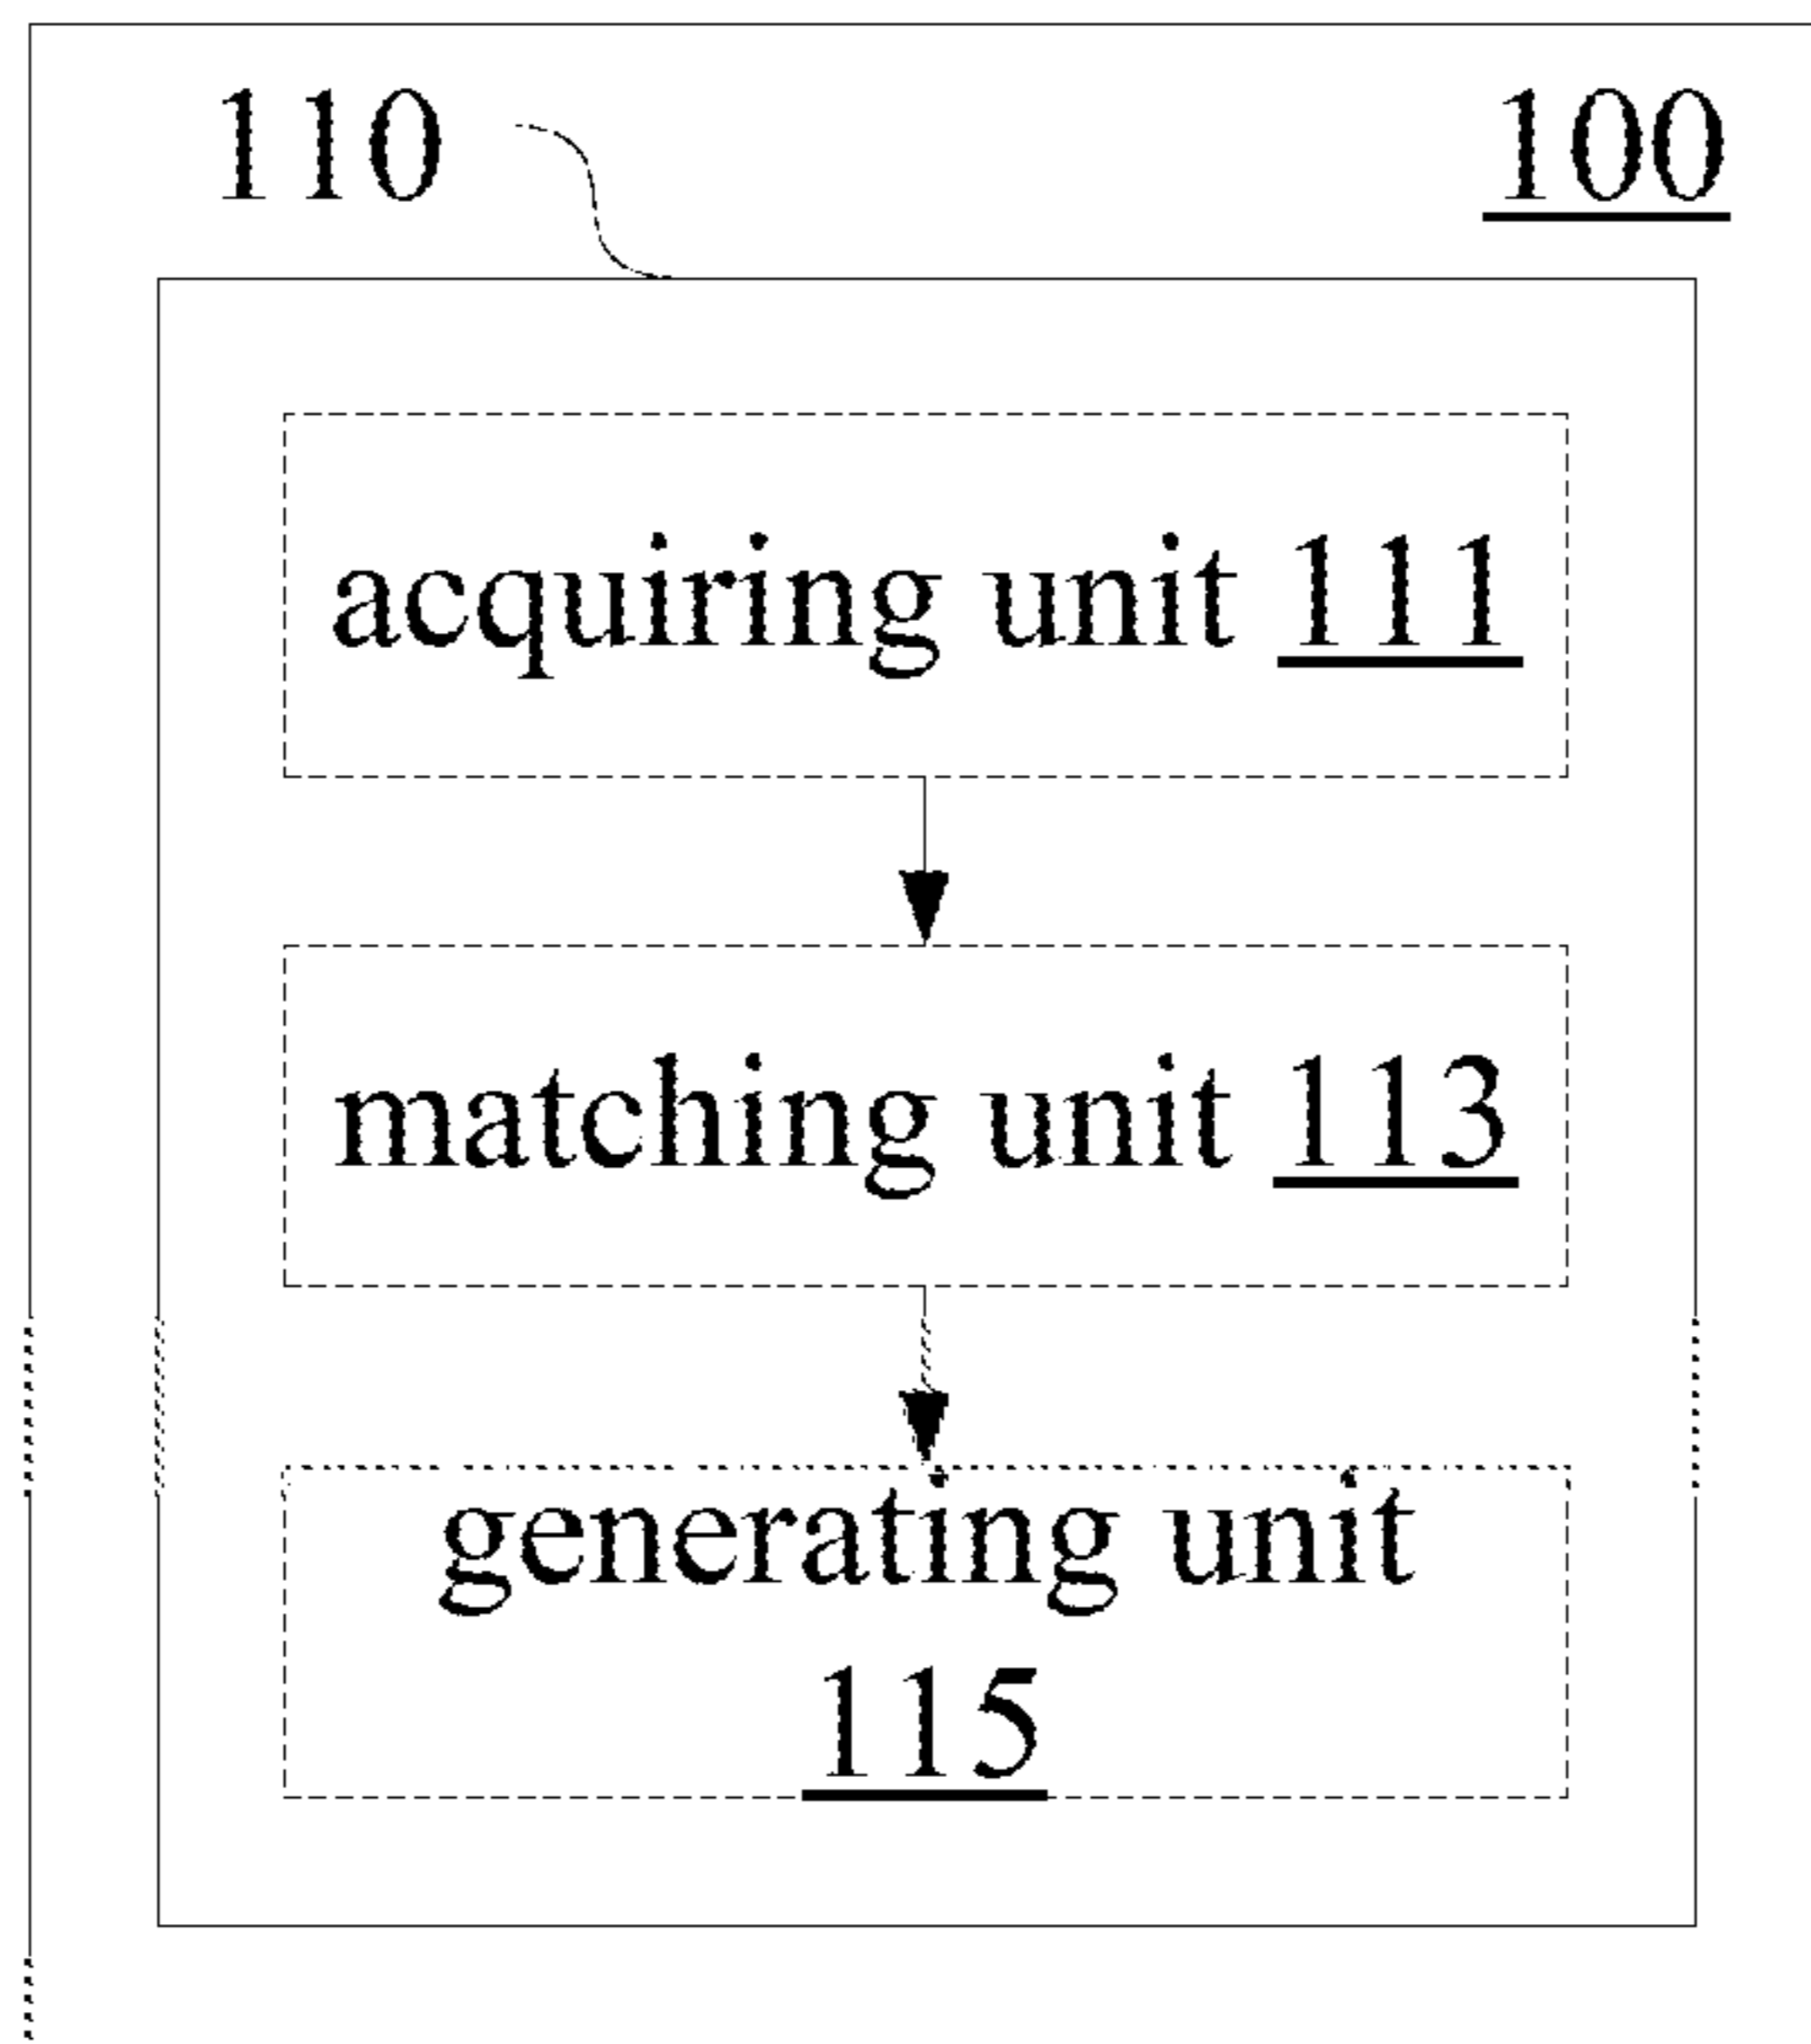 110
100
acquiring unit 111
matching unit 113
generating unit
115